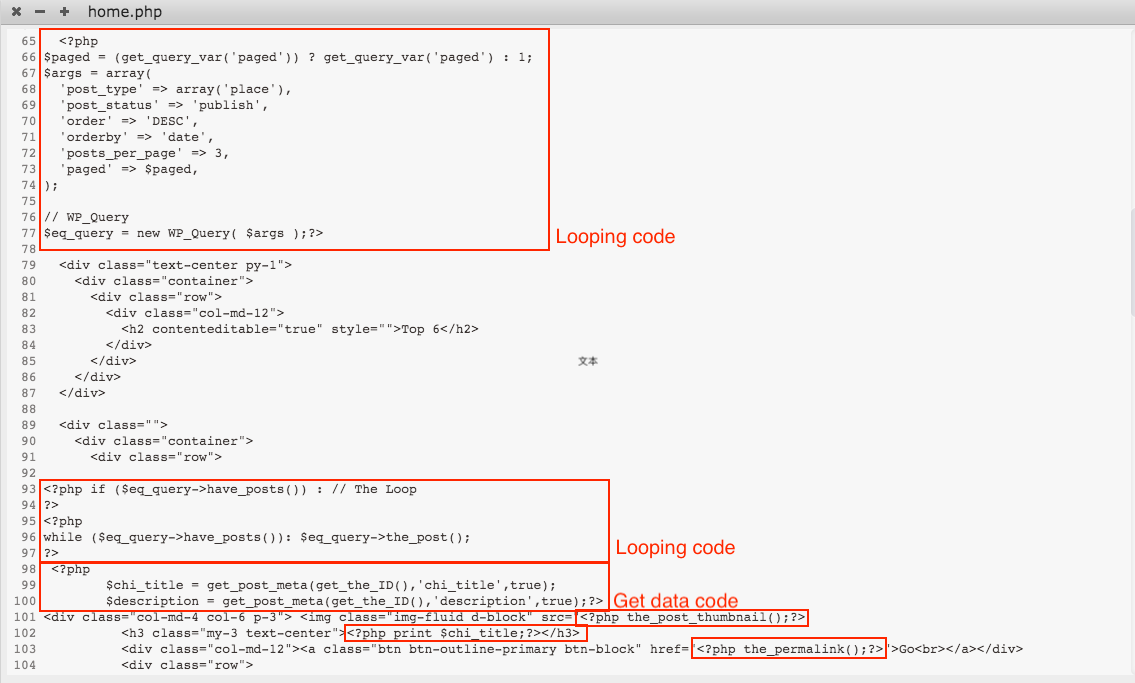 home.php
65 <?php
66 $paged = (get_query_var('paged')) ? get_query_var('paged') : 1;
67 $args = array(
68 'post_type' => array('place'),
69 'post_status' => 'publish',
70 'order' => 'DESC',
71 'orderby' => 'date',
72 'posts_per_page' => 3,
73 'paged' => $paged,
74 );
75
76 // WP_Query
77 $eq_query = new WP_Query( $args );?>
Looping code
78
79 <div class="text-center py-1">
80 <div class="container">
81 <div class="row">
82 <div class="col-md-12">
83 <h2 contenteditable="true" style="">Top 6</h2>
84 </div>
85 </div>
文本
86 </div>
87 </div>
88
89 <div class="">
90 <div class="container">
91 <div class="row">
92
93 <?php if ($eq_query->have_posts()) : // The Loop
94 ?>
95 <?php
96 while ($eq_query->have_posts()): $eq_query->the_post();
97 ?>
Looping code
98 <?php
99 $chi_title = get_post_meta(get_the_ID(),'chi_title',true);
100 $description = get_post_meta(get_the_ID(),'description',true);?>
Get data code
101 <div class="col-md-4 col-6 p-3"> <img class="img-fluid d-block" src="<?php the_post_thumbnail();?>
102 <h3 class="my-3 text-center"><?php print $chi_title;?></h3>
103 <div class="col-md-12"><a class="btn btn-outline-primary btn-block" href="<?php the_permalink();?>">Go<br></a></div>
104 <div class="row">